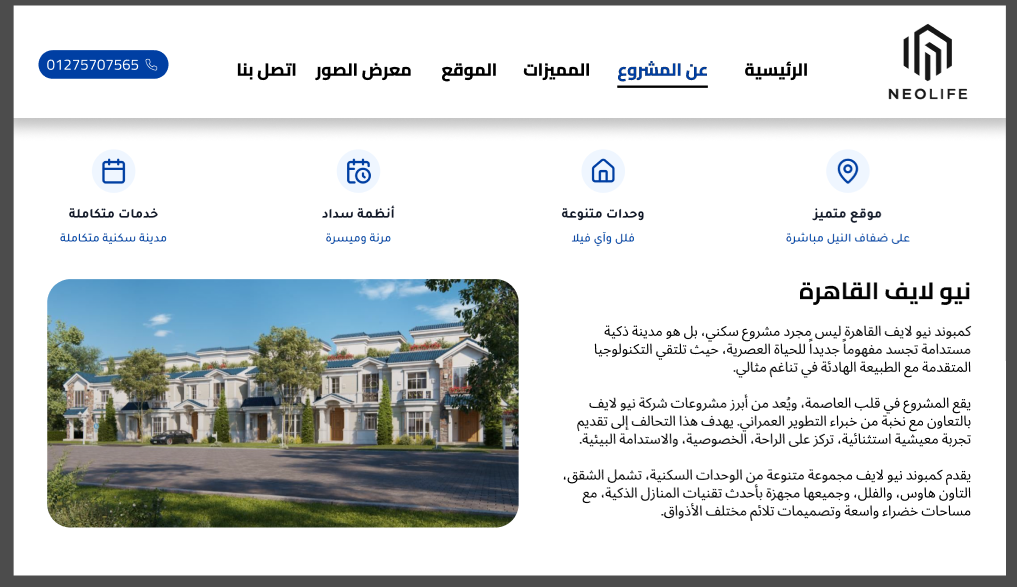 NEOLIFE
الرئيسية
عن المشروع
المميزات
الموقع
معرض الصور
اتصل بنا
01275707565
موقع متميز
على ضفاف النيل مباشرة
وحدات متنوعة
فلل وآي فيلا
أنظمة سداد
مرنة وميسرة
خدمات متكاملة
مدينة سكنية متكاملة
نيو لايف القاهرة
كمبوند نيو لايف القاهرة ليس مجرد مشروع سكني، بل هو مدينة ذكية
مستدامة تجسد مفهوماً جديداً للحياة العصرية، حيث تلتقي التكنولوجيا
المتقدمة مع الطبيعة الهادئة في تناغم مثالي.
يقع المشروع في قلب العاصمة، ويُعد من أبرز مشروعات شركة نيو لايف
بالتعاون مع نخبة من خبراء التطوير العمراني. يهدف هذا التحالف إلى تقديم
تجربة معيشية استثنائية، تركز على الراحة، الخصوصية، والاستدامة البيئية.
يقدم كمبوند نيو لايف مجموعة متنوعة من الوحدات السكنية، تشمل الشقق،
التاون هاوس، والفلل، وجميعها مجهزة بأحدث تقنيات المنازل الذكية، مع
مساحات خضراء واسعة وتصميمات تلائم مختلف الأذواق.